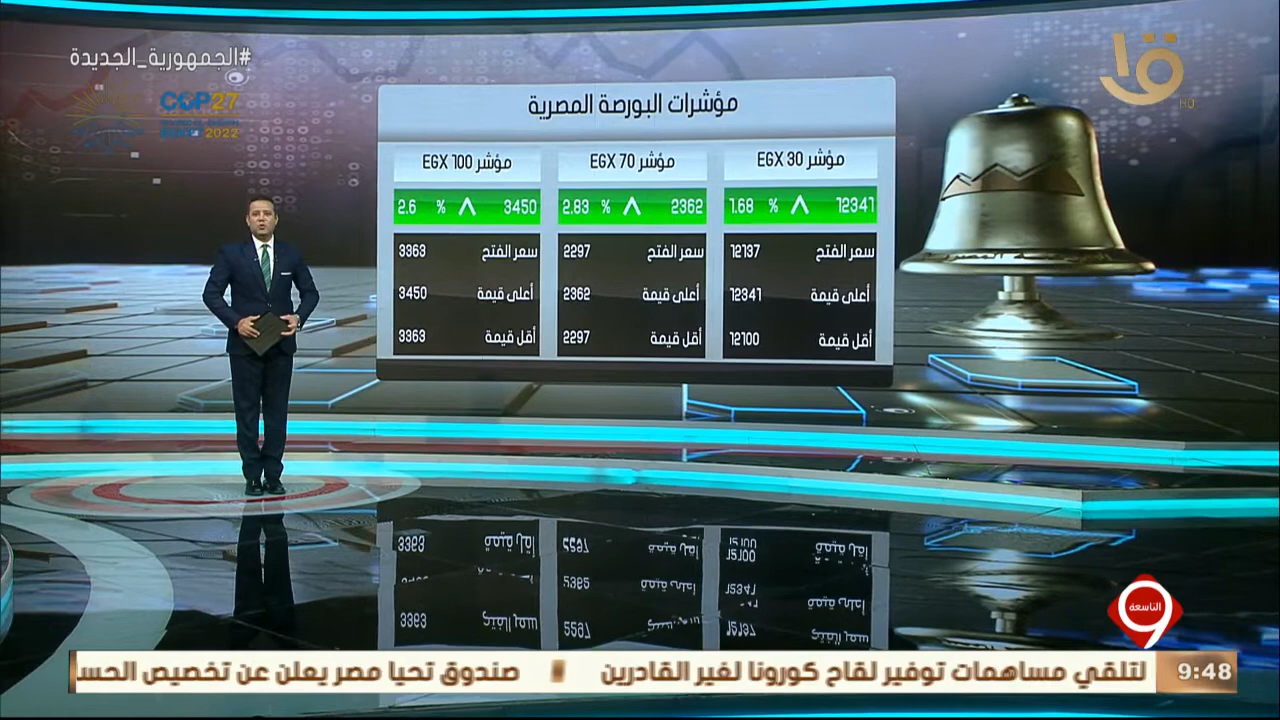 #الجمهورية_الجديدة
COP27
EGYPT 2022
HD
مؤشرات البورصة المصرية
مؤشر EGX 30
12341 % 1.68
سعر الفتح 12137
أعلى قيمة 12341
أقل قيمة 12100
مؤشر EGX 70
2362 % 2.83
سعر الفتح 2297
أعلى قيمة 2362
أقل قيمة 2297
مؤشر EGX 100
3450 % 2.6
سعر الفتح 3363
أعلى قيمة 3450
أقل قيمة 3363
التاسعة
9
9:48
لتلقي مساهمات توفير لقاح كورونا لغير القادرين
صندوق تحيا مصر يعلن عن تخصيص